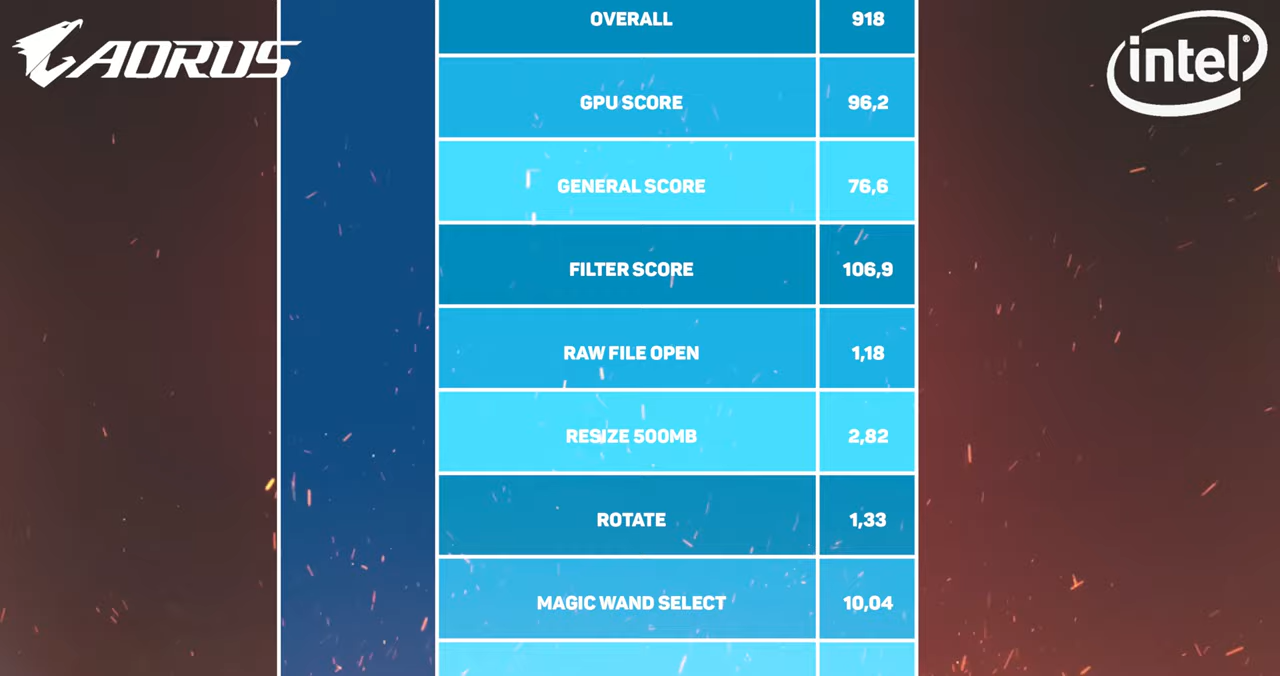 AORUS
intel®
OVERALL 918
GPU SCORE 96,2
GENERAL SCORE 76,6
FILTER SCORE 106,9
RAW FILE OPEN 1,18
RESIZE 500MB 2,82
ROTATE 1,33
MAGIC WAND SELECT 10,04